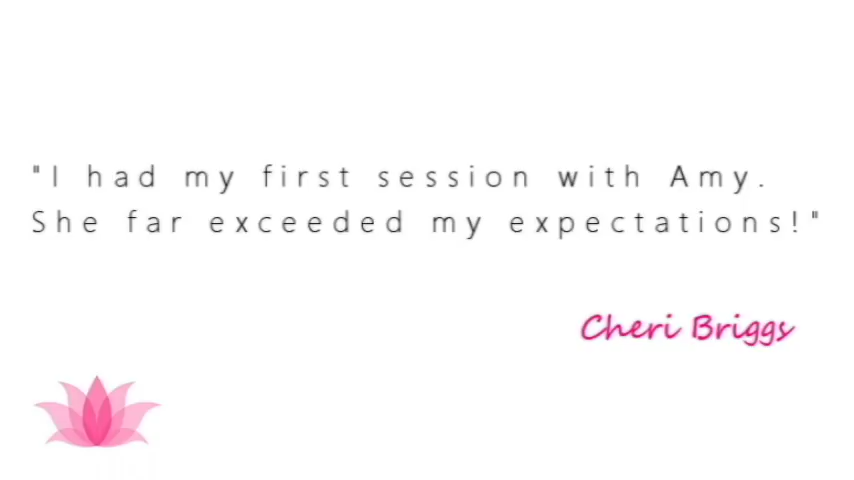 "I had my first session with Amy.
She far exceeded my expectations!"
Cheri Briggs